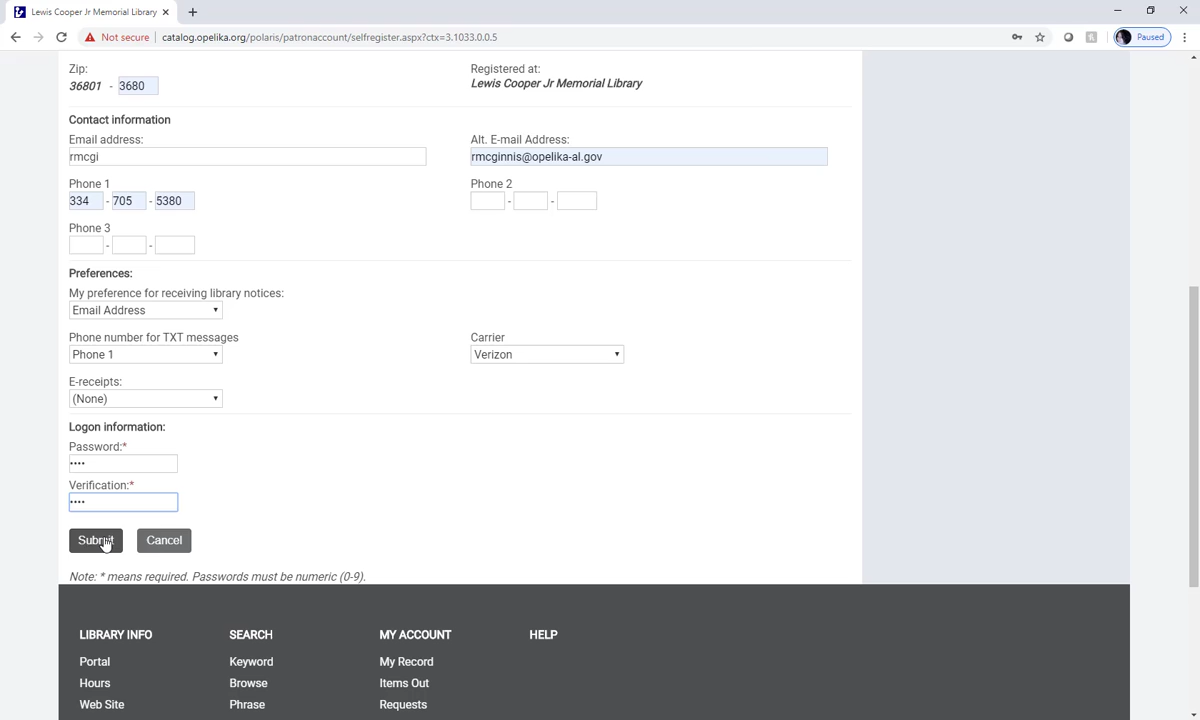 Lewis Cooper Jr Memorial Library
Not secure
catalog.opelika.org/polaris/patronaccount/selfregister.aspx?ctx=3.1033.0.0.5
Paused
Zip:
36801 - 3680
Registered at:
Lewis Cooper Jr Memorial Library
Contact information
Email address:
rmcgi
Alt. E-mail Address:
rmcginnis@opelika-al.gov
Phone 1
334 - 705 - 5380
Phone 2
- -
Phone 3
- -
Preferences:
My preference for receiving library notices:
Email Address
Phone number for TXT messages
Phone 1
Carrier
Verizon
E-receipts:
(None)
Logon information:
Password:*
••••
Verification:*
••••
Submit
Cancel
Note: * means required. Passwords must be numeric (0-9).
LIBRARY INFO
SEARCH
MY ACCOUNT
HELP
Portal
Keyword
My Record
Hours
Browse
Items Out
Web Site
Phrase
Requests